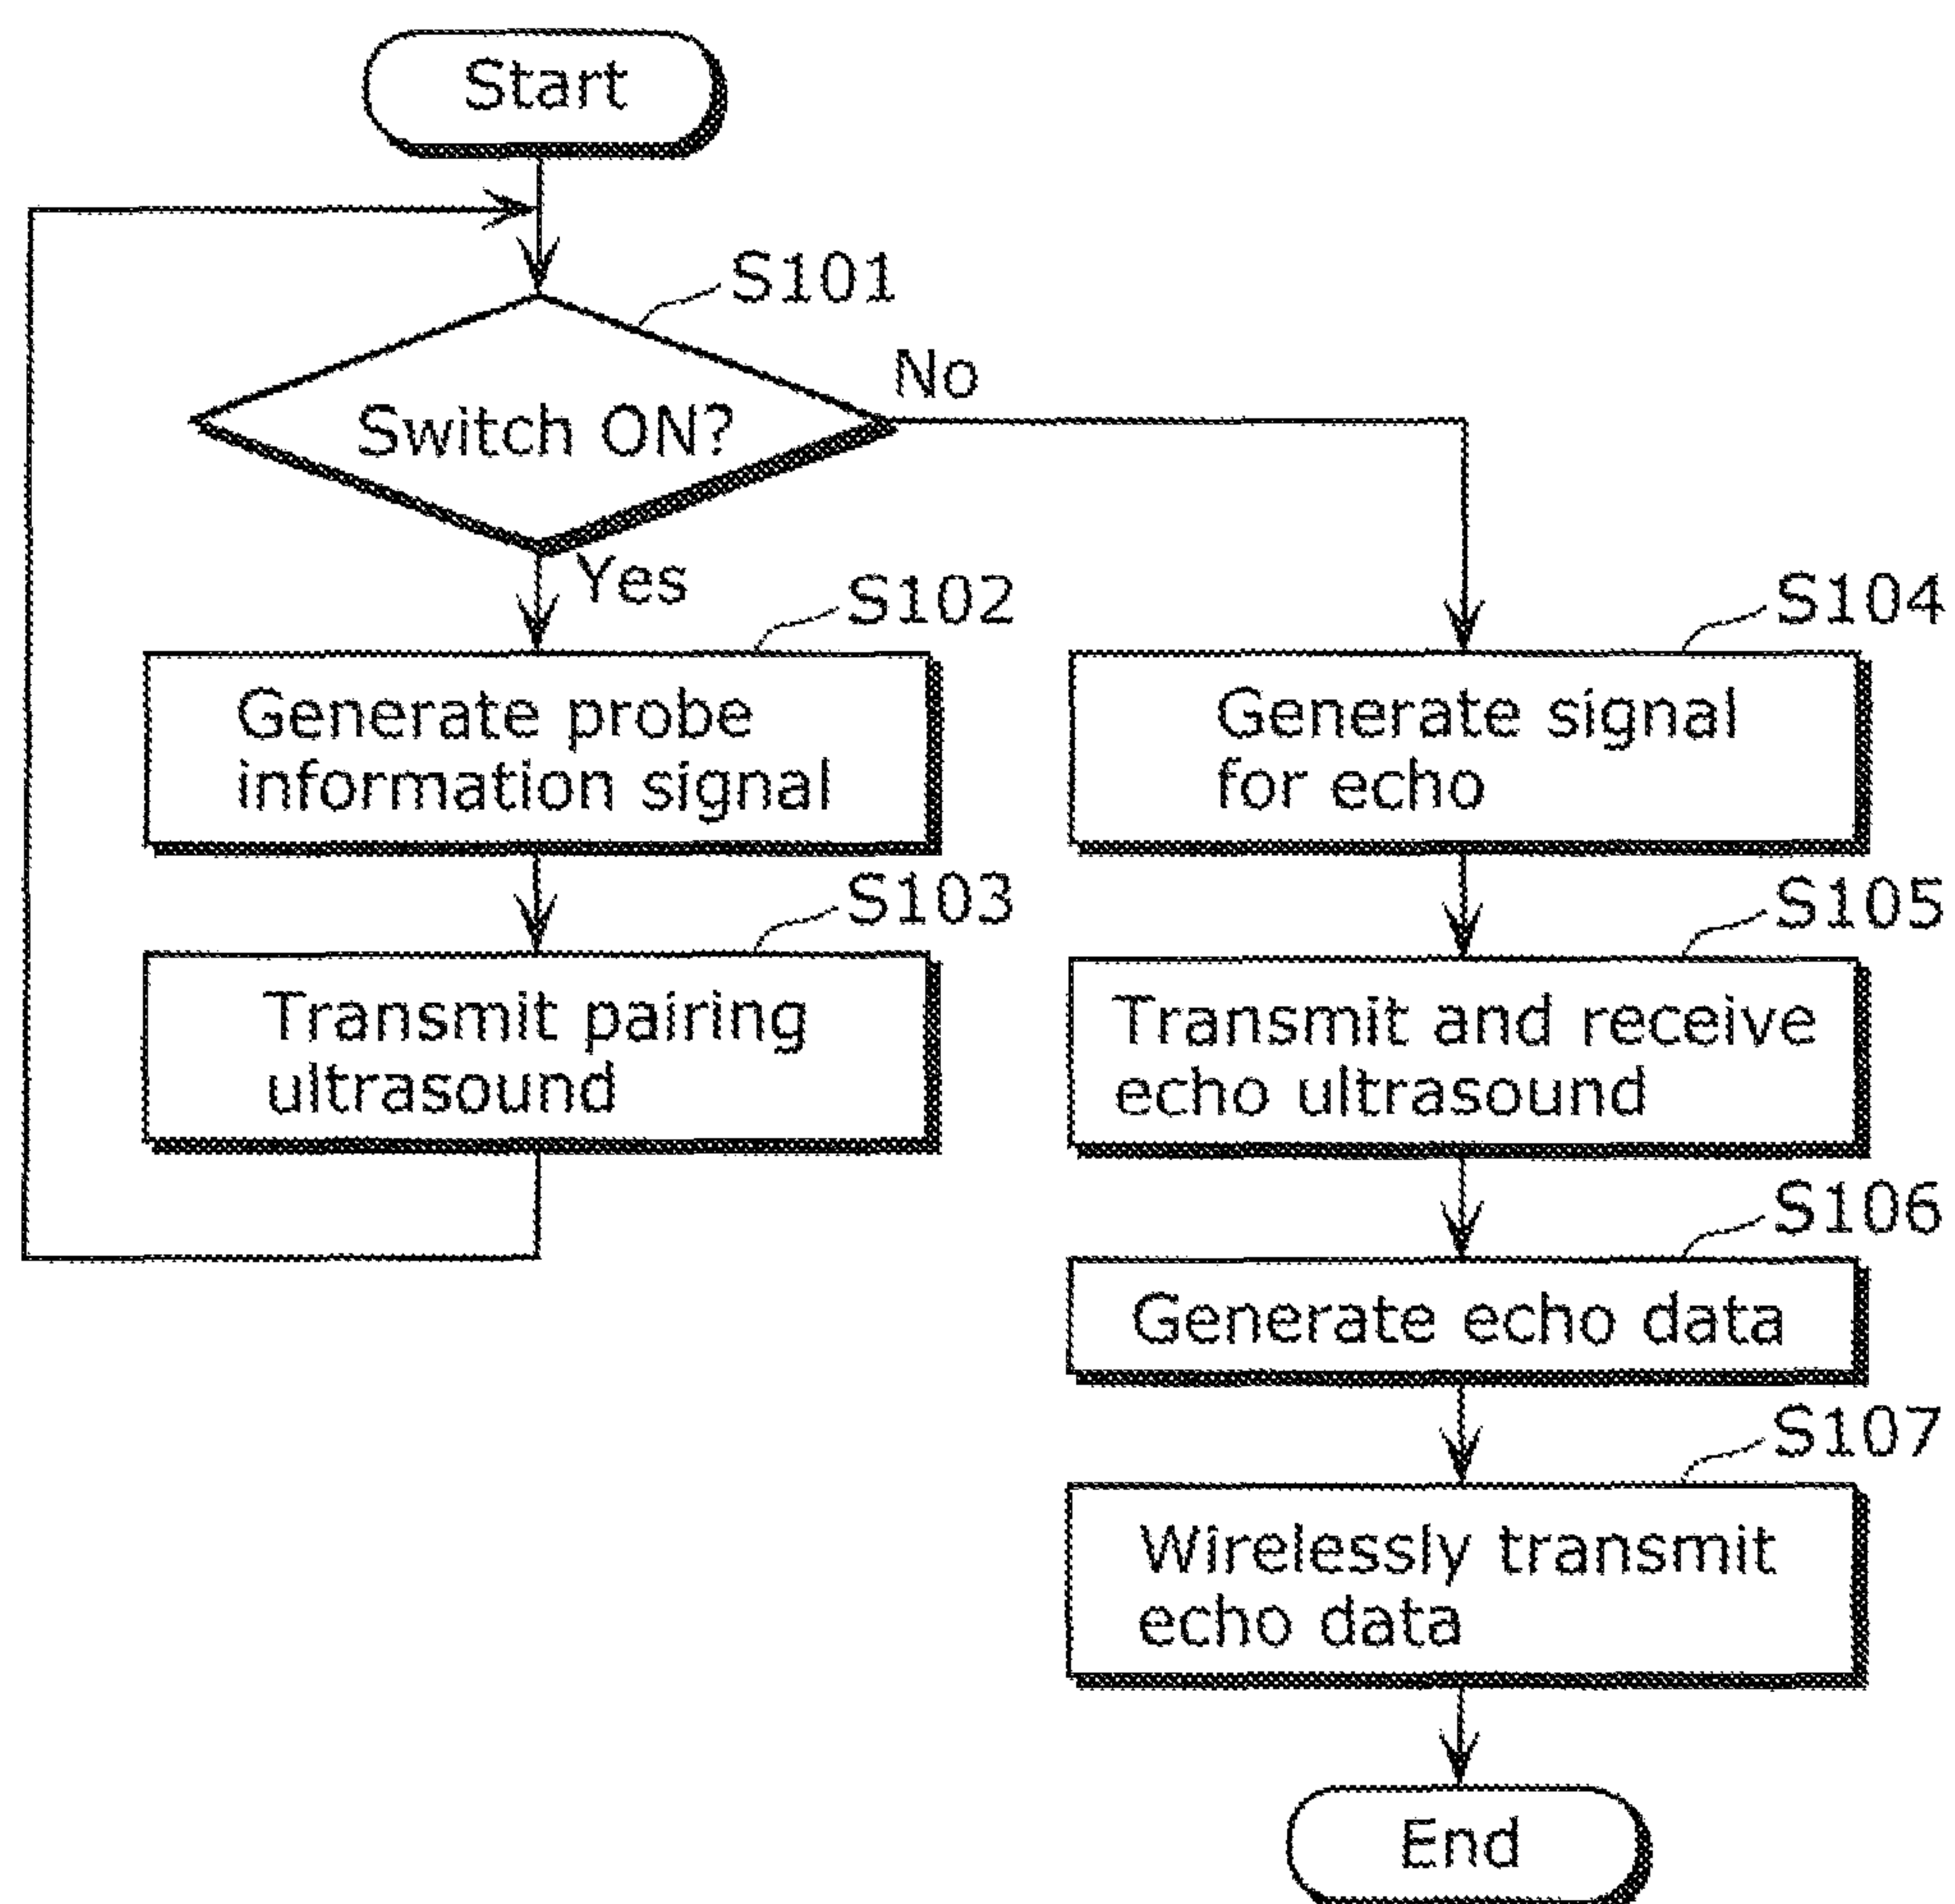 Start
S101
Switch ON?
No
Yes
S102
Generate probe
information signal
S103
Transmit pairing
ultrasound
S104
Generate signal
for echo
S105
Transmit and receive
echo ultrasound
S106
Generate echo data
S107
Wirelessly transmit
echo data
End